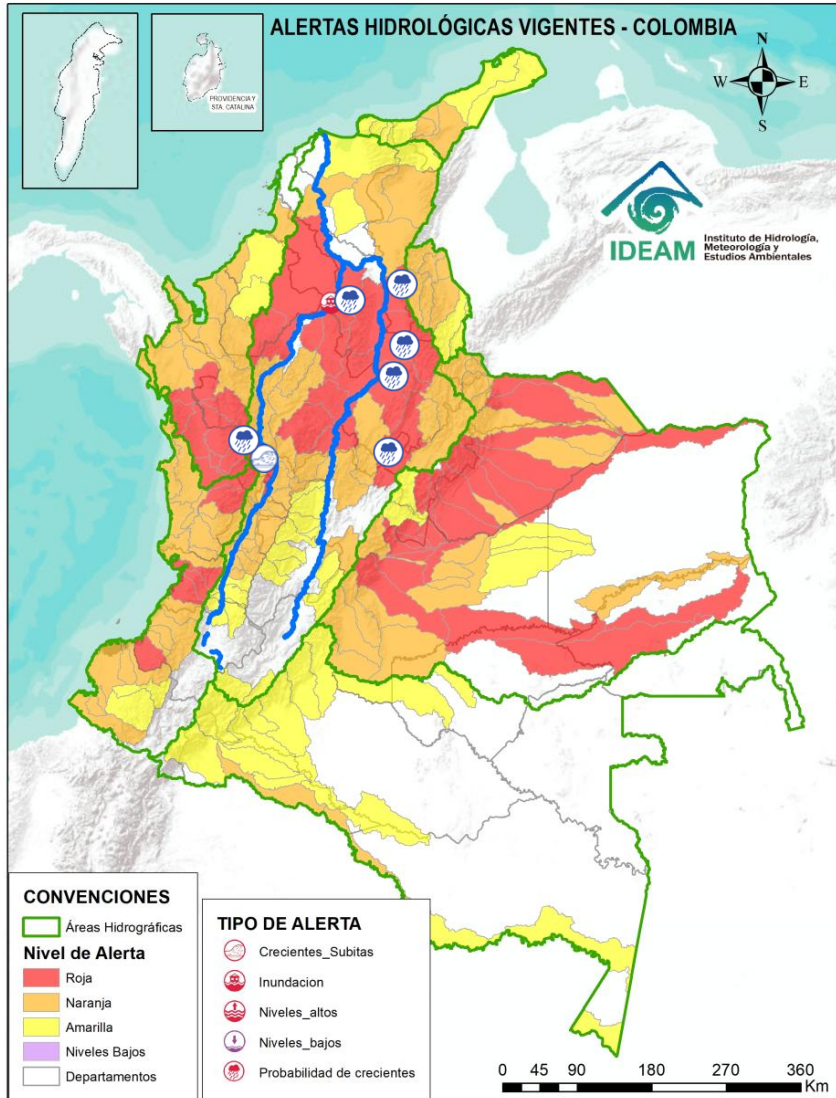 ALERTAS HIDROLÓGICAS VIGENTES - COLOMBIA
PROVIDENCIA Y
STA. CATALINA
N
W
E
S
IDEAM
Instituto de Hidrología,
Meteorología y
Estudios Ambientales
CONVENCIONES
Áreas Hidrográficas
Nivel de Alerta
Roja
Naranja
Amarilla
Niveles Bajos
Departamentos
TIPO DE ALERTA
Crecientes_Subitas
Inundacion
Niveles_altos
Niveles_bajos
Probabilidad de crecientes
0 45 90 180 270 360
Km